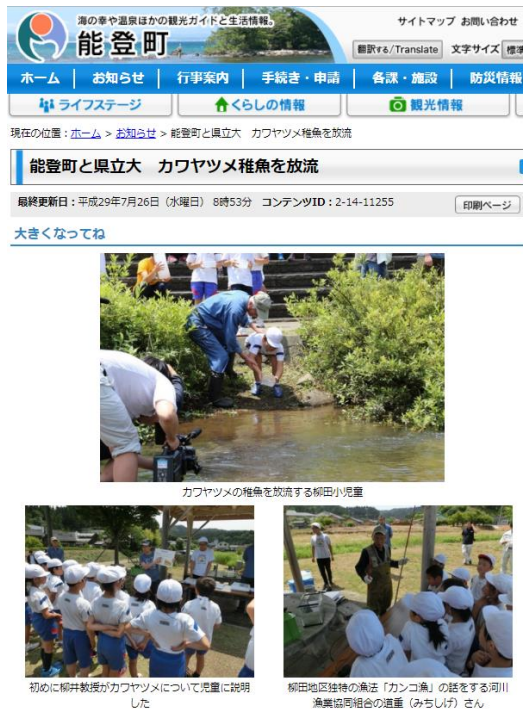 海の幸や温泉ほかの観光ガイドと生活情報。
能登町
サイトマップ お問い合わせ
翻訳する/Translate 文字サイズ 標準
ホーム お知らせ 行事案内 手続き・申請 各課・施設 防災情報
ライフステージ くらしの情報 観光情報
現在の位置：ホーム > お知らせ > 能登町と県立大 カワヤツメ稚魚を放流
能登町と県立大 カワヤツメ稚魚を放流
最終更新日：平成29年7月26日（水曜日） 8時53分 コンテンツID：2-14-11255 印刷ページ
大きくなってね
カワヤツメの稚魚を放流する柳田小児童
初めに柳井教授がカワヤツメについて児童に説明
した
柳田地区独特の漁法「カンコ漁」の話をする河川
漁業協同組合の道重（みちしげ）さん